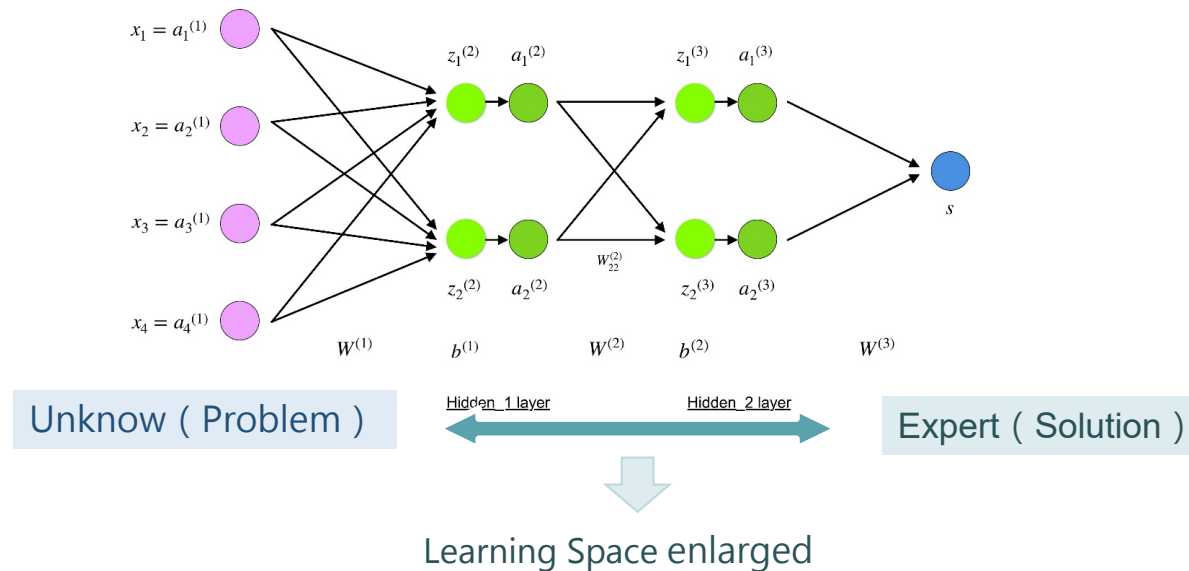 x₁ = a₁⁽¹⁾
z₁⁽²⁾ a₁⁽²⁾ z₁⁽³⁾ a₁⁽³⁾
x₂ = a₂⁽¹⁾
s
x₃ = a₃⁽¹⁾
W₂₂⁽²⁾
z₂⁽²⁾ a₂⁽²⁾ z₂⁽³⁾ a₂⁽³⁾
x₄ = a₄⁽¹⁾
W⁽¹⁾ b⁽¹⁾ W⁽²⁾ b⁽²⁾ W⁽³⁾
Hidden_1 layer Hidden_2 layer
Unknow ( Problem ) Expert ( Solution )
Learning Space enlarged